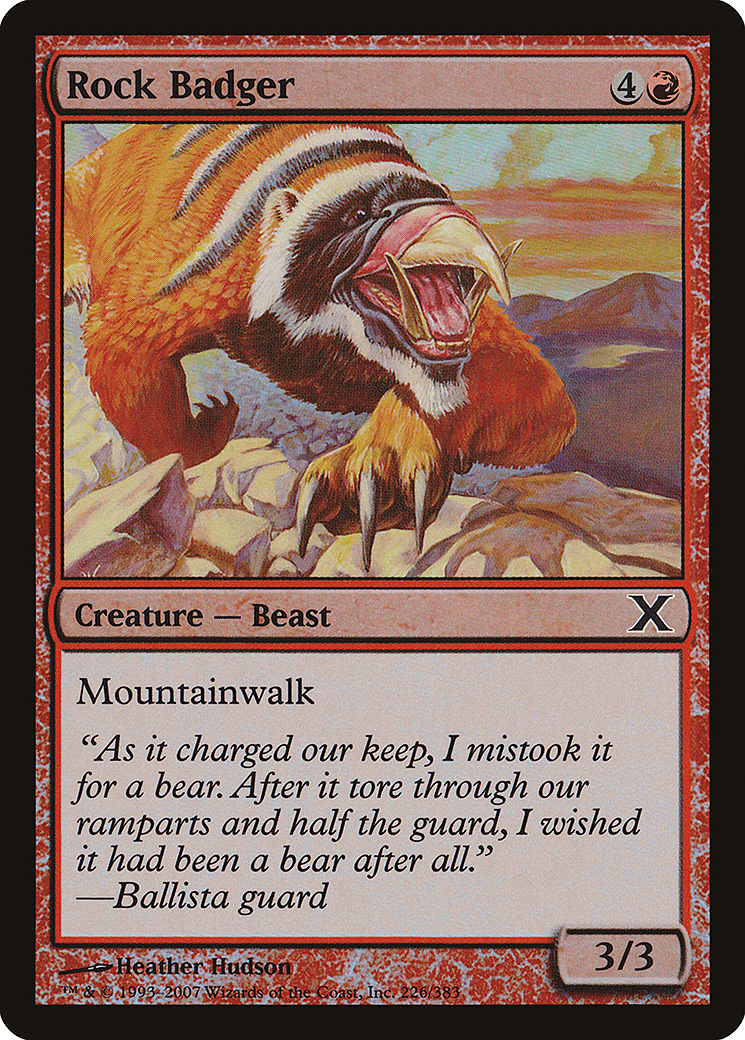 Rock Badger 4
Creature — Beast X
Mountainwalk
“As it charged our keep, I mistook it
for a bear. After it tore through our
ramparts and half the guard, I wished
it had been a bear after all.”
—Ballista guard
3/3
Heather Hudson
™ & © 1993–2007 Wizards of the Coast, Inc. 226/383